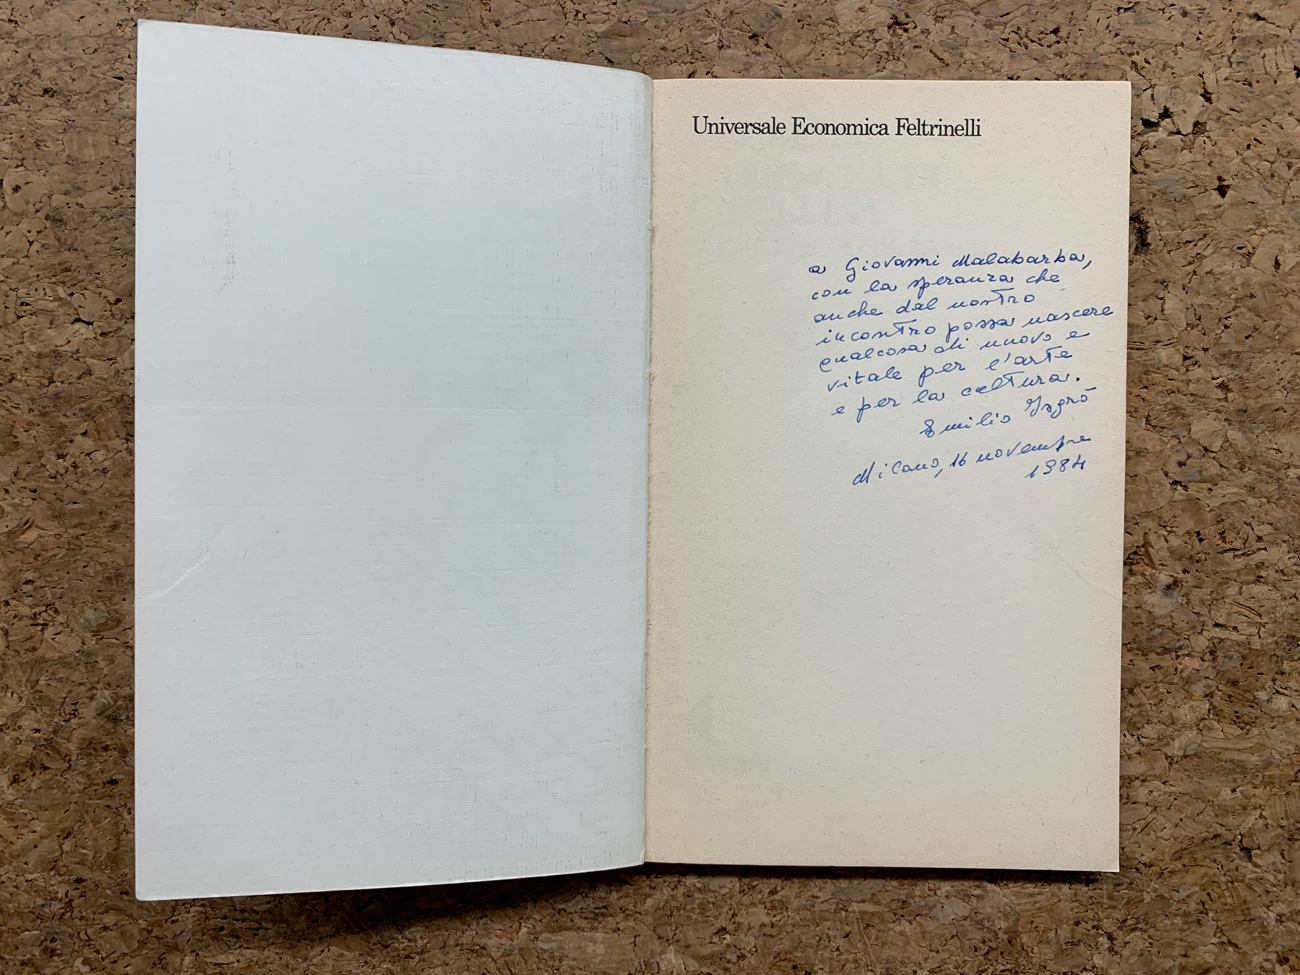 Universale Economica Feltrinelli
a Giovanni Malabarba,
con la speranza che
anche dal nostro
incontro possa nascere
qualcosa di nuovo e
vitale per l'arte
e per la cultura.
Emilio Isgrò
Milano, 16 novembre
1984